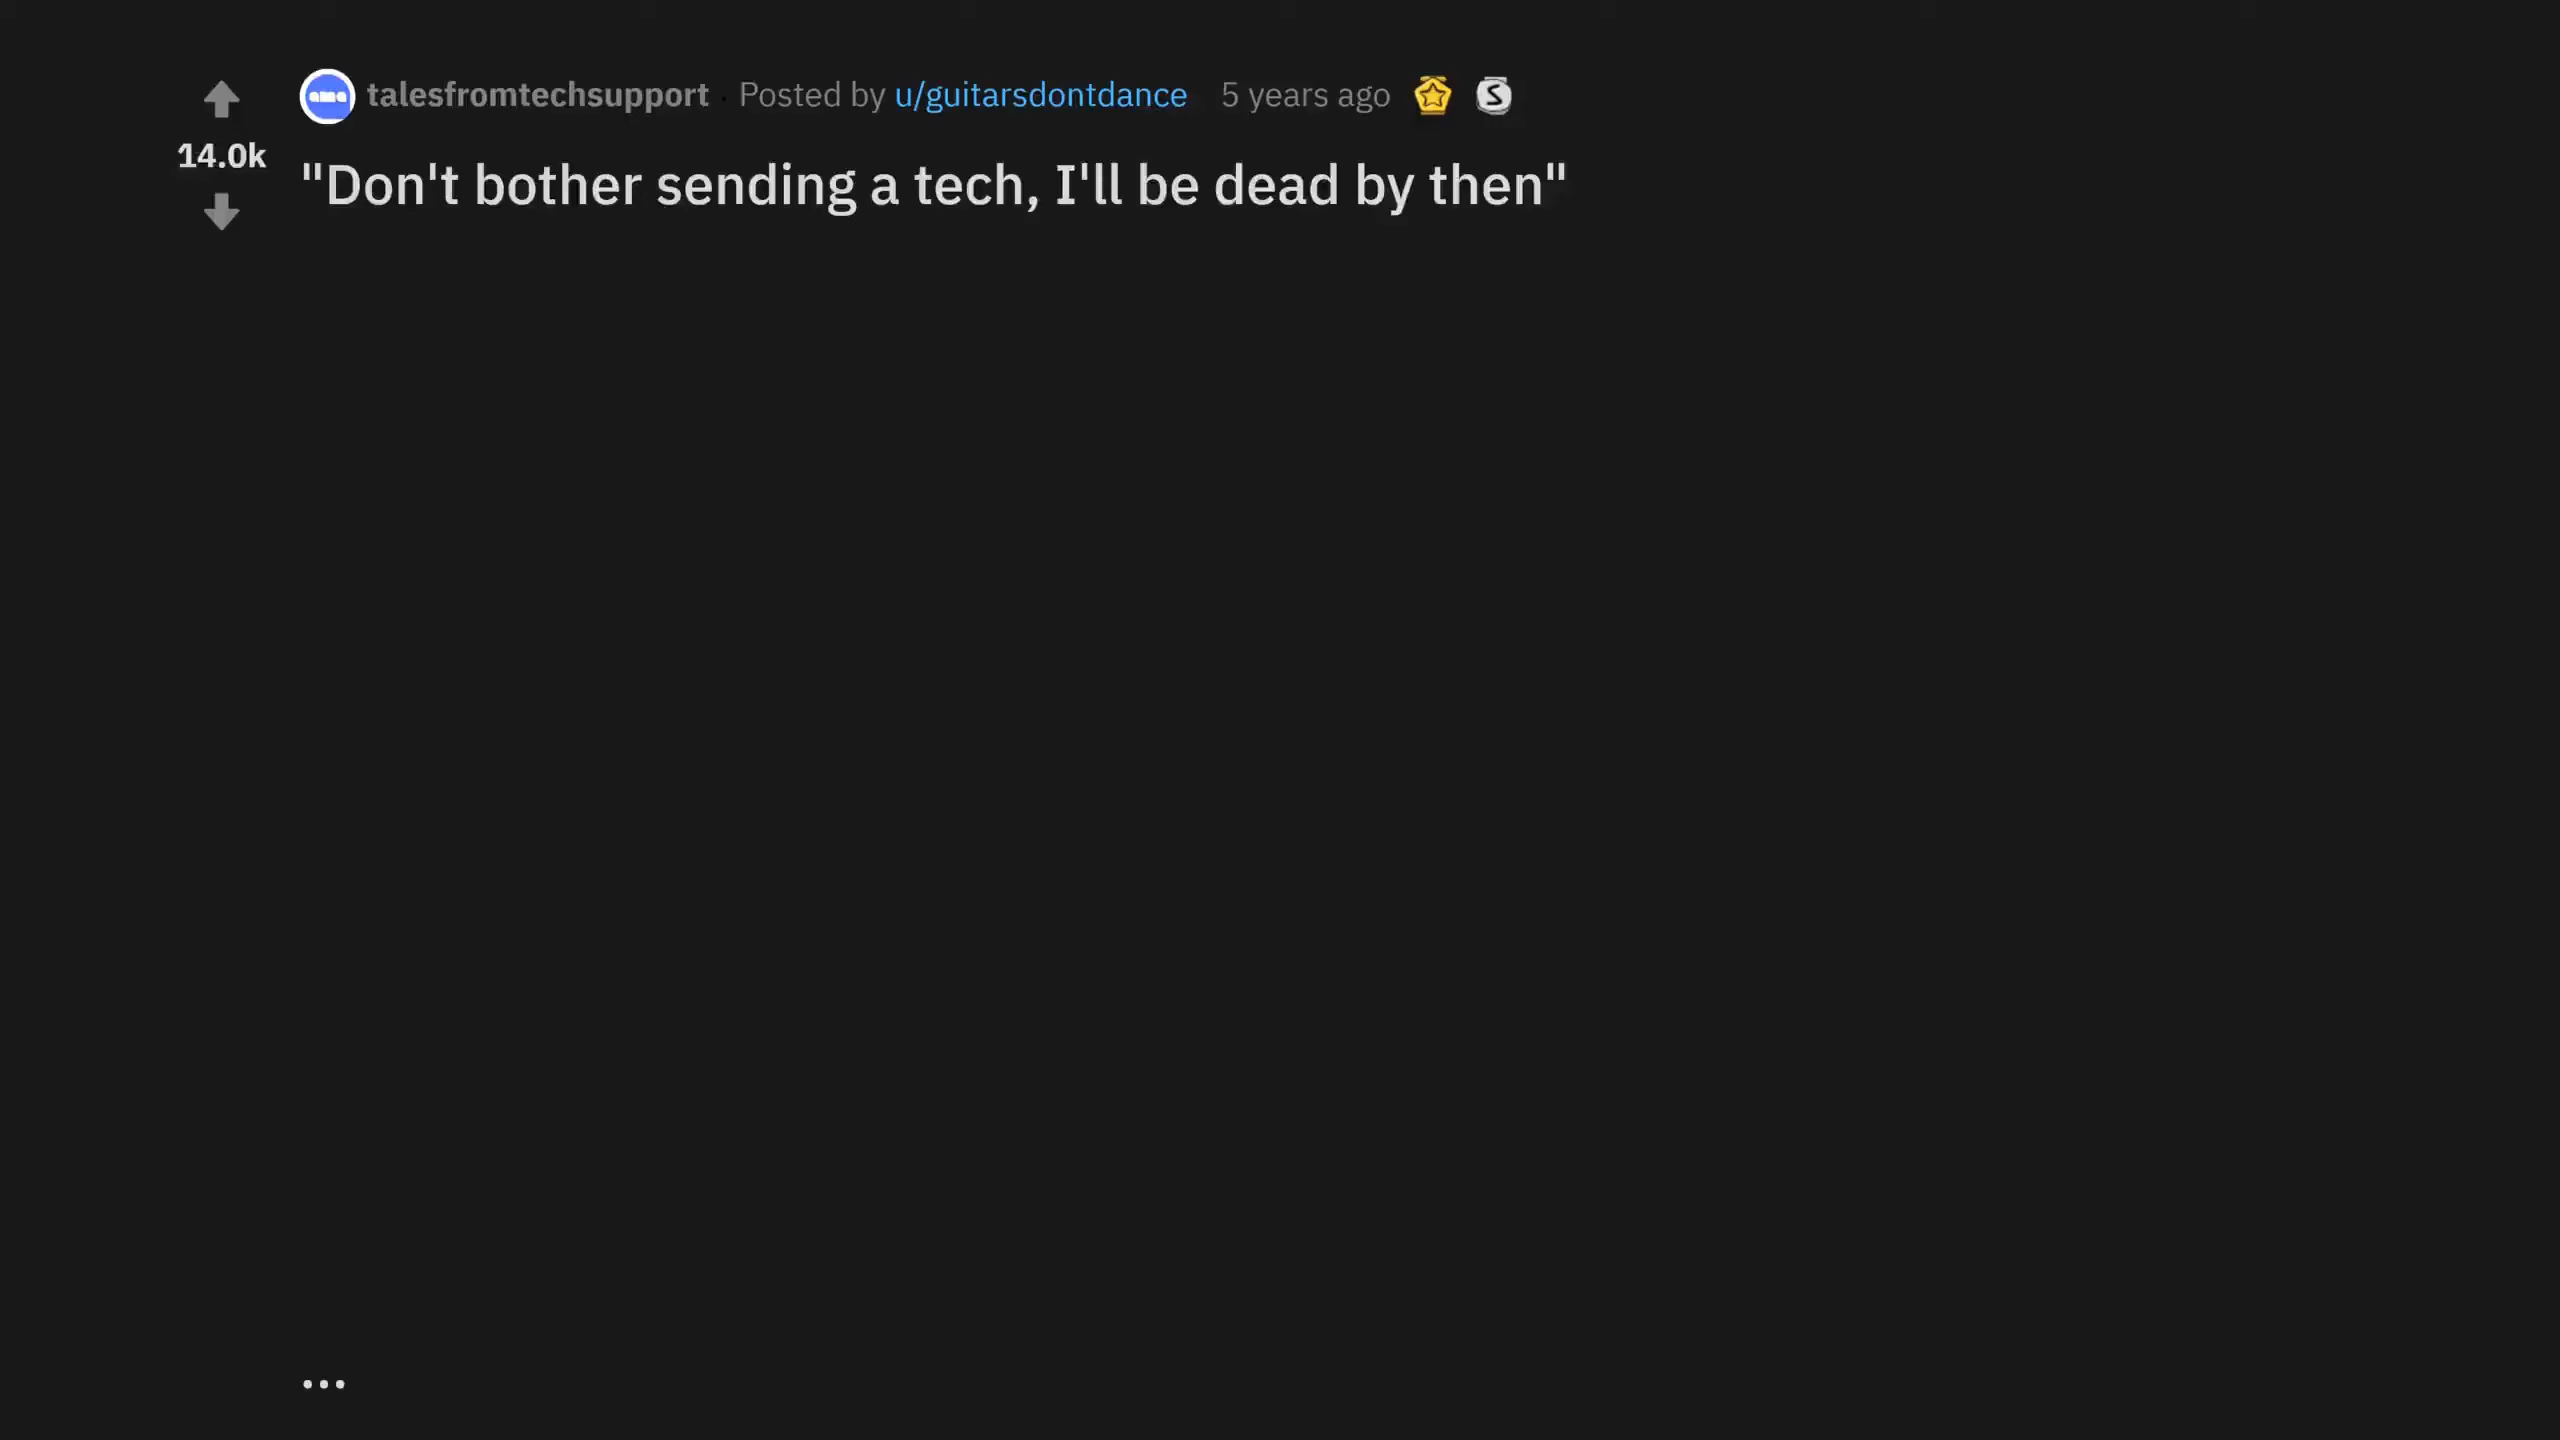 talesfromtechsupport · Posted by u/guitarsdontdance 5 years ago
14.0k
"Don't bother sending a tech, I'll be dead by then"
...